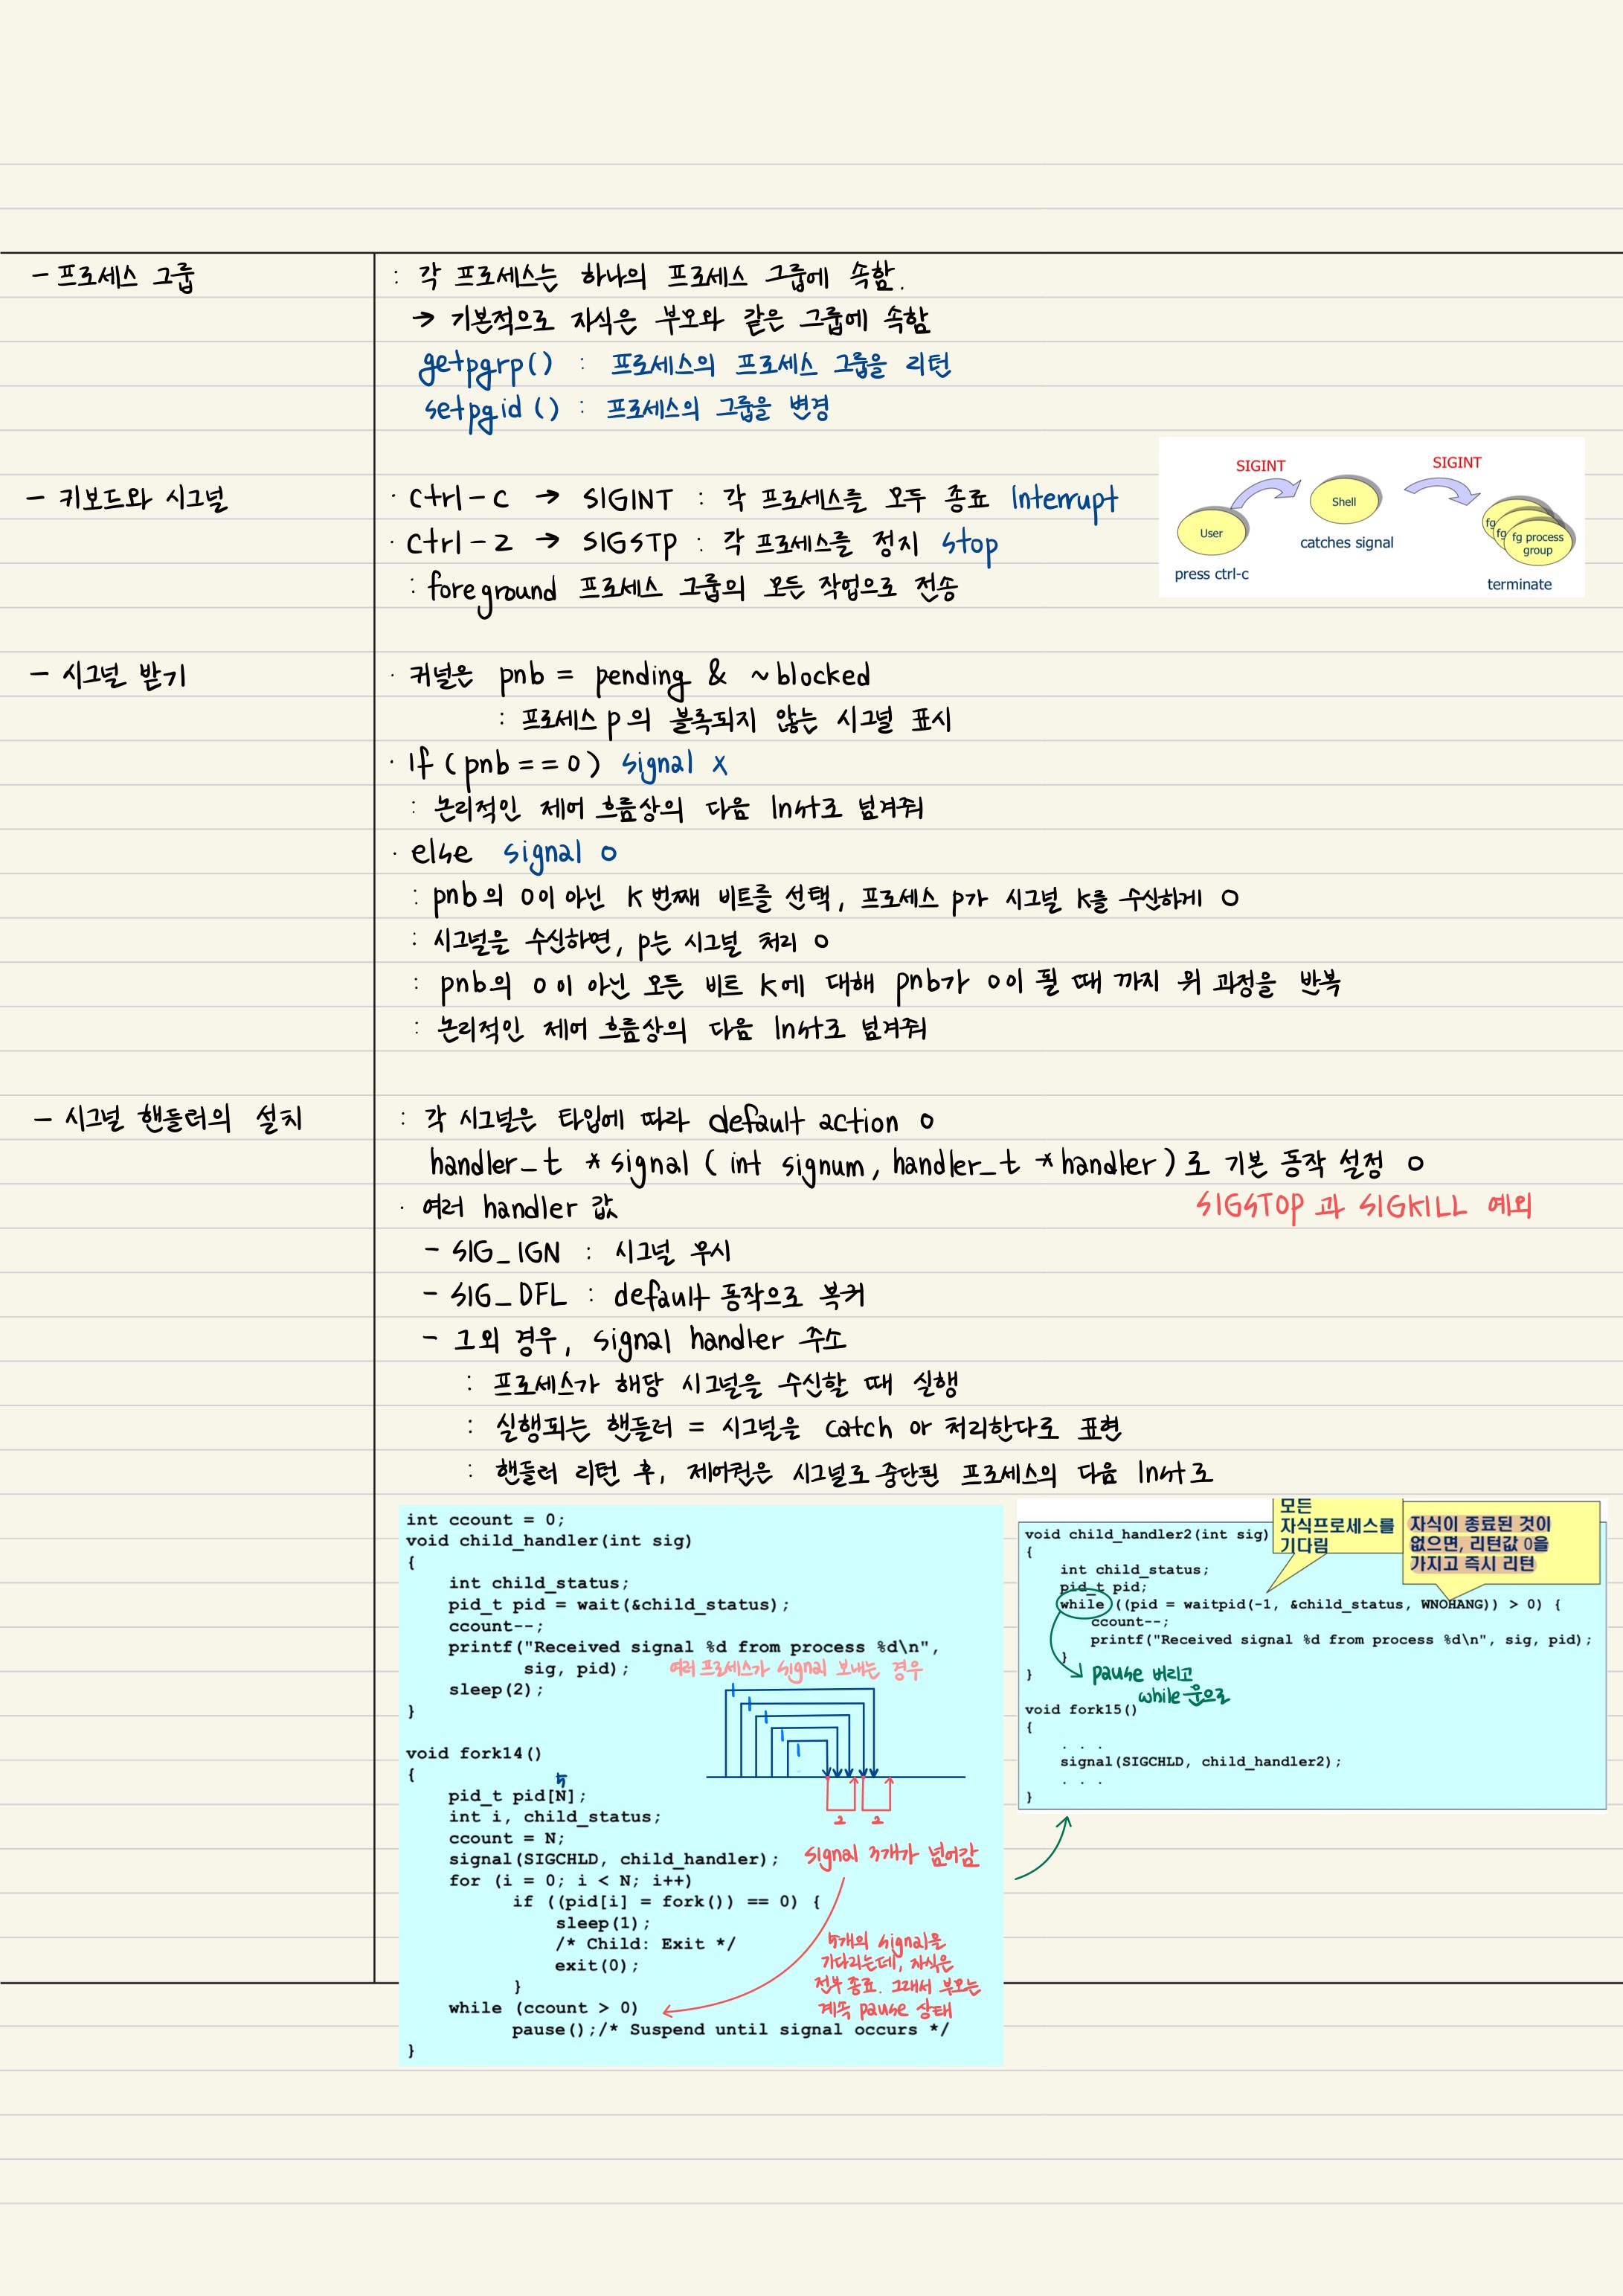 - 프로세스 그룹
: 각 프로세스는 하나의 프로세스 그룹에 속함.
→ 기본적으로 자식은 부모와 같은 그룹에 속함
getpgrp() : 프로세스의 프로세스 그룹을 리턴
setpgid() : 프로세스의 그룹을 변경
- 키보드와 시그널
· ctrl-c → SIGINT : 각 프로세스를 모두 종료 Interrupt
· ctrl-z → SIGSTP : 각 프로세스를 정지 stop
: foreground 프로세스 그룹의 모든 작업으로 전송
SIGINT
SIGINT
User
Shell
fg
fg
fg process
group
press ctrl-c
catches signal
terminate
- 시그널 받기
· 커널은 pnb = pending & ~blocked
: 프로세스 p의 블록되지 않는 시그널 표시
· If (pnb==0) signal x
: 논리적인 제어 흐름상의 다음 Inst로 넘겨줘
· else signal o
: pnb의 0이 아닌 k번째 비트를 선택, 프로세스 p가 시그널 k를 수신하게 o
: 시그널을 수신하면, p는 시그널 처리 o
: pnb의 0이 아닌 모든 비트 k에 대해 pnb가 0이 될 때 까지 위 과정을 반복
: 논리적인 제어 흐름상의 다음 Inst로 넘겨줘
- 시그널 핸들러의 설치
: 각 시그널은 타입에 따라 default action o
handler_t *signal (int signum, handler_t *handler)로 기본 동작 설정 o
· 여러 handler 값
SIGSTOP과 SIGKILL 예외
- SIG_IGN : 시그널 무시
- SIG_DFL : default 동작으로 복귀
- 그외 경우, signal handler 주소
: 프로세스가 해당 시그널을 수신할 때 실행
: 실행되는 핸들러 = 시그널을 catch or 처리한다로 표현
: 핸들러 리턴 후, 제어권은 시그널로 중단된 프로세스의 다음 Inst로
int ccount = 0;
void child_handler(int sig)
{
int child_status;
pid_t pid = wait(&child_status);
ccount--;
printf("Received signal %d from process %d\n",
sig, pid);
sleep(2);
}
여러 프로세스가 signal 보내는 경우
1
1
1
1
1
2
2
signal 3개가 넘어감
void fork14()
{
5
pid_t pid[N];
int i, child_status;
ccount = N;
signal(SIGCHLD, child_handler);
for (i = 0; i < N; i++)
if ((pid[i] = fork()) == 0) {
sleep(1);
/* Child: Exit */
exit(0);
}
while (ccount > 0)
pause();/* Suspend until signal occurs */
}
5개의 signal을
기다리는데, 자식은
전부 종료. 그래서 부모는
계속 pause 상태
모든
자식프로세스를
기다림
자식이 종료된 것이
없으면, 리턴값 0을
가지고 즉시 리턴
void child_handler2(int sig)
{
int child_status;
pid_t pid;
while ((pid = waitpid(-1, &child_status, WNOHANG)) > 0) {
ccount--;
printf("Received signal %d from process %d\n", sig, pid);
}
}
pause 버리고
while 문으로
void fork15()
{
. . .
signal(SIGCHLD, child_handler2);
. . .
}